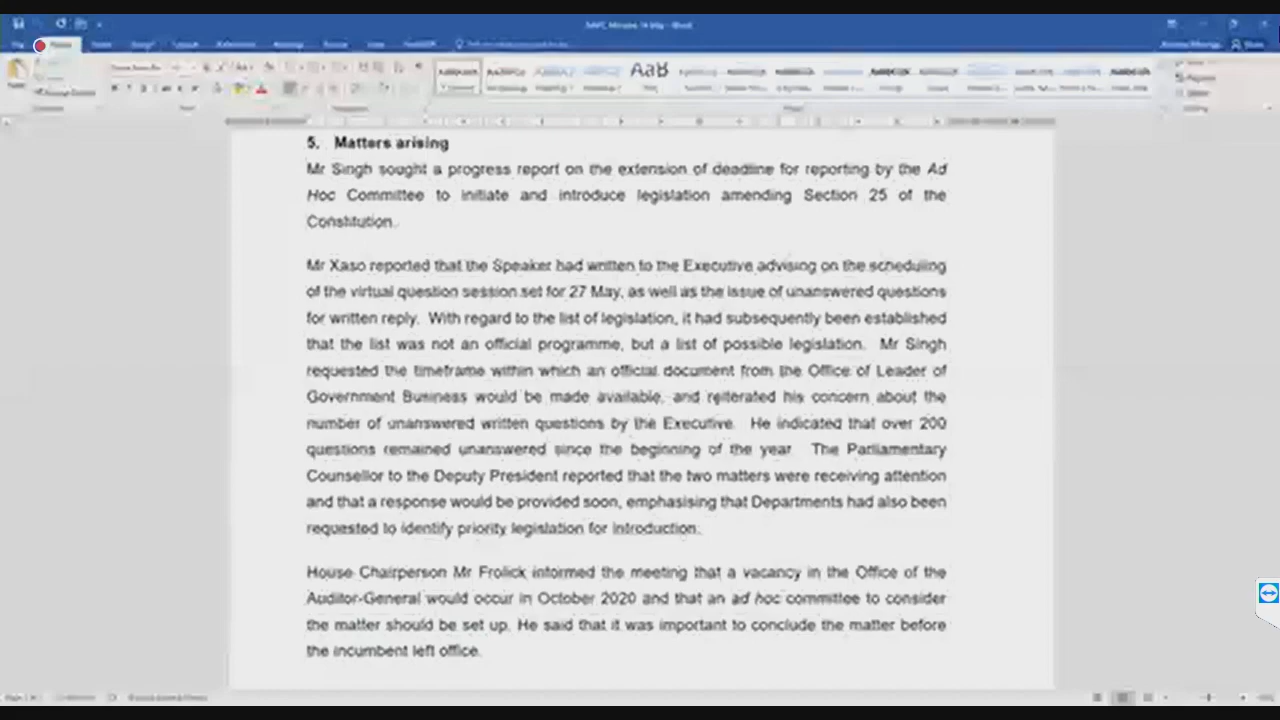 AaB
5. Matters arising
Mr Singh sought a progress report on the extension of deadline for reporting by the Ad
Hoc Committee to initiate and introduce legislation amending Section 25 of the
Constitution.
Mr Xaso reported that the Speaker had written to the Executive advising on the scheduling
of the virtual question session set for 27 May, as well as the issue of unanswered questions
for written reply. With regard to the list of legislation, it had subsequently been established
that the list was not an official programme, but a list of possible legislation. Mr Singh
requested the timeframe within which an official document from the Office of Leader of
Government Business would be made available, and reiterated his concern about the
number of unanswered written questions by the Executive. He indicated that over 200
questions remained unanswered since the beginning of the year. The Parliamentary
Counsellor to the Deputy President reported that the two matters were receiving attention
and that a response would be provided soon, emphasising that Departments had also been
requested to identify priority legislation for introduction.
House Chairperson Mr Frolick informed the meeting that a vacancy in the Office of the
Auditor-General would occur in October 2020 and that an ad hoc committee to consider
the matter should be set up. He said that it was important to conclude the matter before
the incumbent left office.